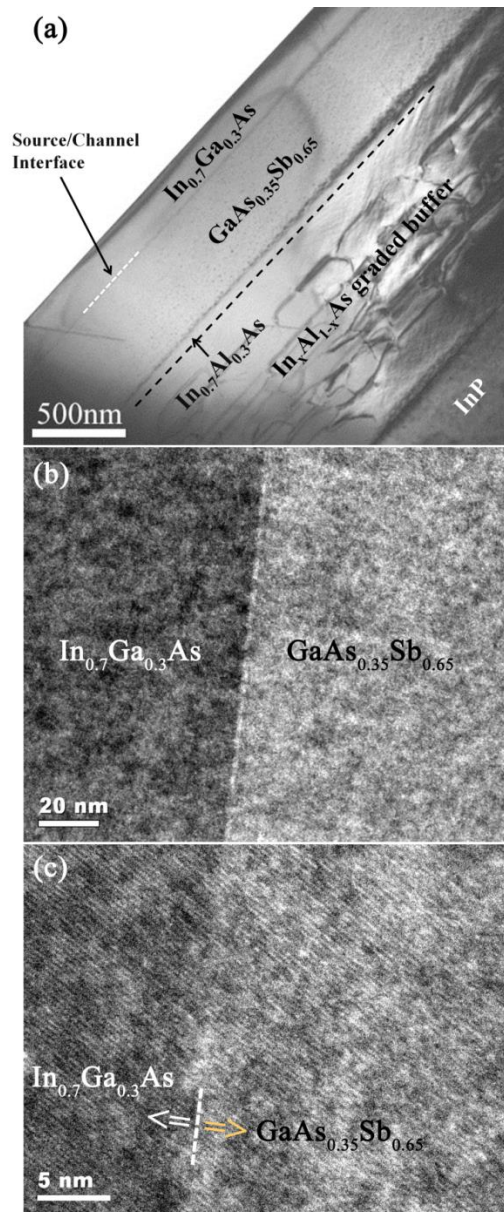 (a)
Source/Channel
Interface
In₀.₇Ga₀.₃As
GaAs₀.₃₅Sb₀.₆₅
In₀.₇Al₀.₃As
InₓAl₁₋ₓAs graded buffer
InP
500nm
(b)
In₀.₇Ga₀.₃As
GaAs₀.₃₅Sb₀.₆₅
20 nm
(c)
In₀.₇Ga₀.₃As
GaAs₀.₃₅Sb₀.₆₅
5 nm